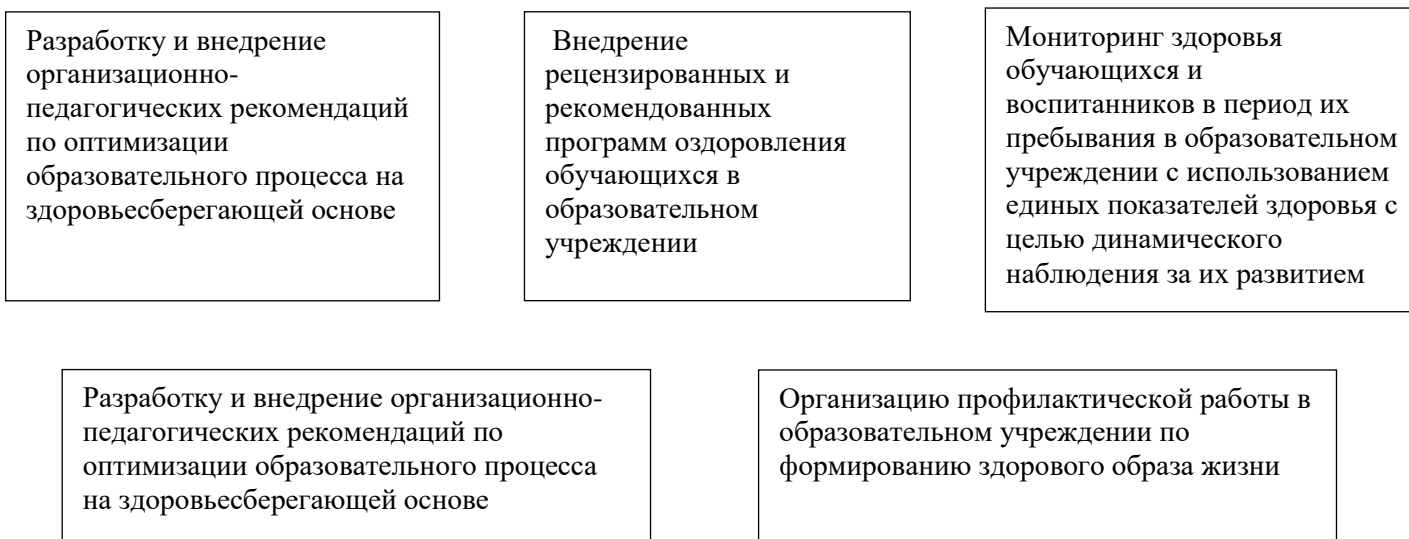 Разработку и внедрение
организационно-
педагогических рекомендаций
по оптимизации
образовательного процесса на
здоровьесберегающей основе
Внедрение
рецензированных и
рекомендованных
программ оздоровления
обучающихся в
образовательном
учреждении
Мониторинг здоровья
обучающихся и
воспитанников в период их
пребывания в образовательном
учреждении с использованием
единых показателей здоровья с
целью динамического
наблюдения за их развитием
Разработку и внедрение организационно-
педагогических рекомендаций по
оптимизации образовательного процесса
на здоровьесберегающей основе
Организацию профилактической работы в
образовательном учреждении по
формированию здорового образа жизни